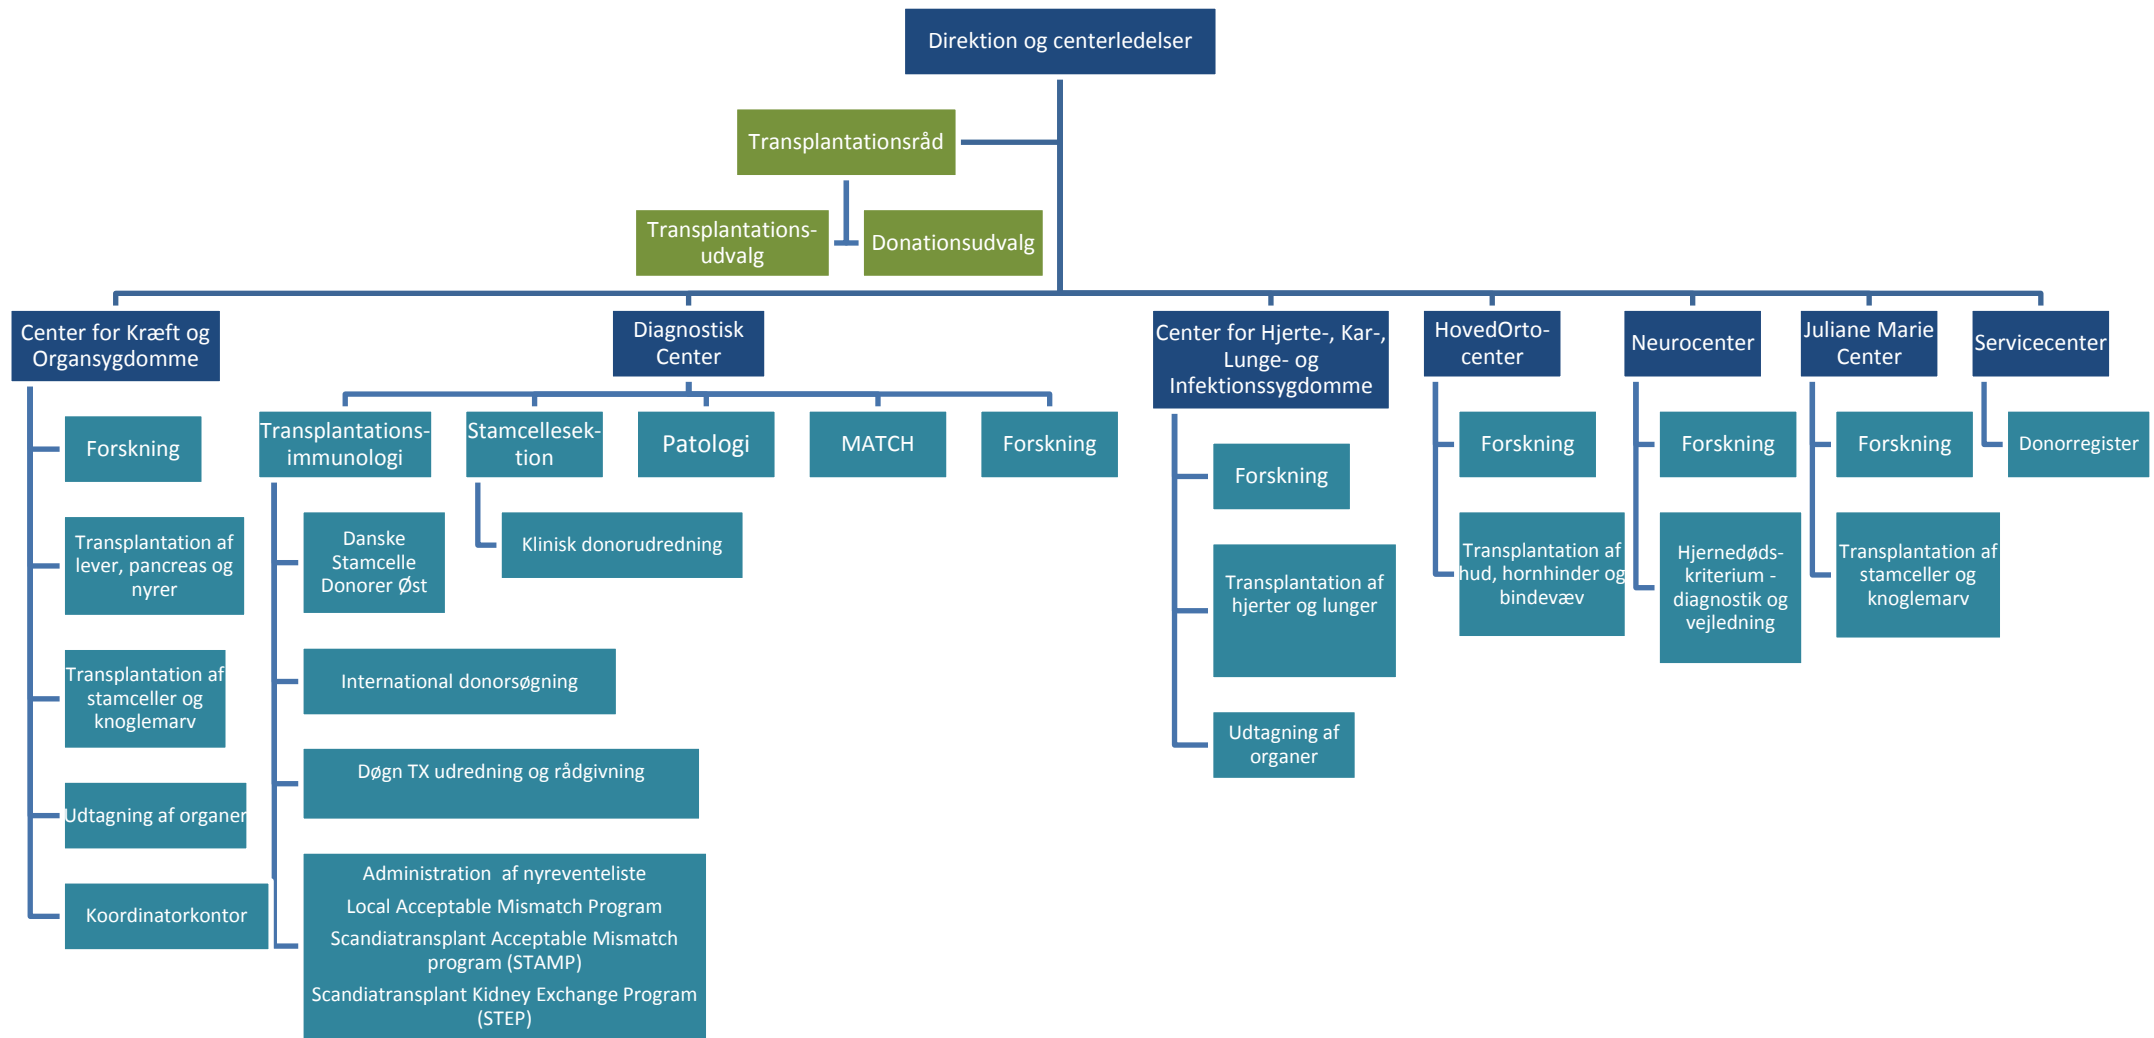 Direktion og centerledelser
Transplantationsråd
Transplantations-
udvalg
Donationsudvalg
Center for Kræft og
Organsygdomme
Forskning
Transplantation af
lever, pancreas og
nyrer
Transplantation af
stamceller og
knoglemarv
Udtagning af organer
Koordinatorkontor
Diagnostisk
Center
Transplantations-
immunologi
Danske
Stamcelle
Donorer Øst
International donorsøgning
Døgn TX udredning og rådgivning
Administration af nyreventeliste
Local Acceptable Mismatch Program
Scandiatransplant Acceptable Mismatch
program (STAMP)
Scandiatransplant Kidney Exchange Program
(STEP)
Stamcellesek-
tion
Klinisk donorudredning
Patologi
MATCH
Forskning
Center for Hjerte-, Kar-,
Lunge- og
Infektionssygdomme
Forskning
Transplantation af
hjerter og lunger
Udtagning af
organer
HovedOrto-
center
Forskning
Transplantation af
hud, hornhinder og
bindevæv
Neurocenter
Forskning
Hjernedøds-
kriterium -
diagnostik og
vejledning
Juliane Marie
Center
Forskning
Transplantation af
stamceller og
knoglemarv
Servicecenter
Donorregister